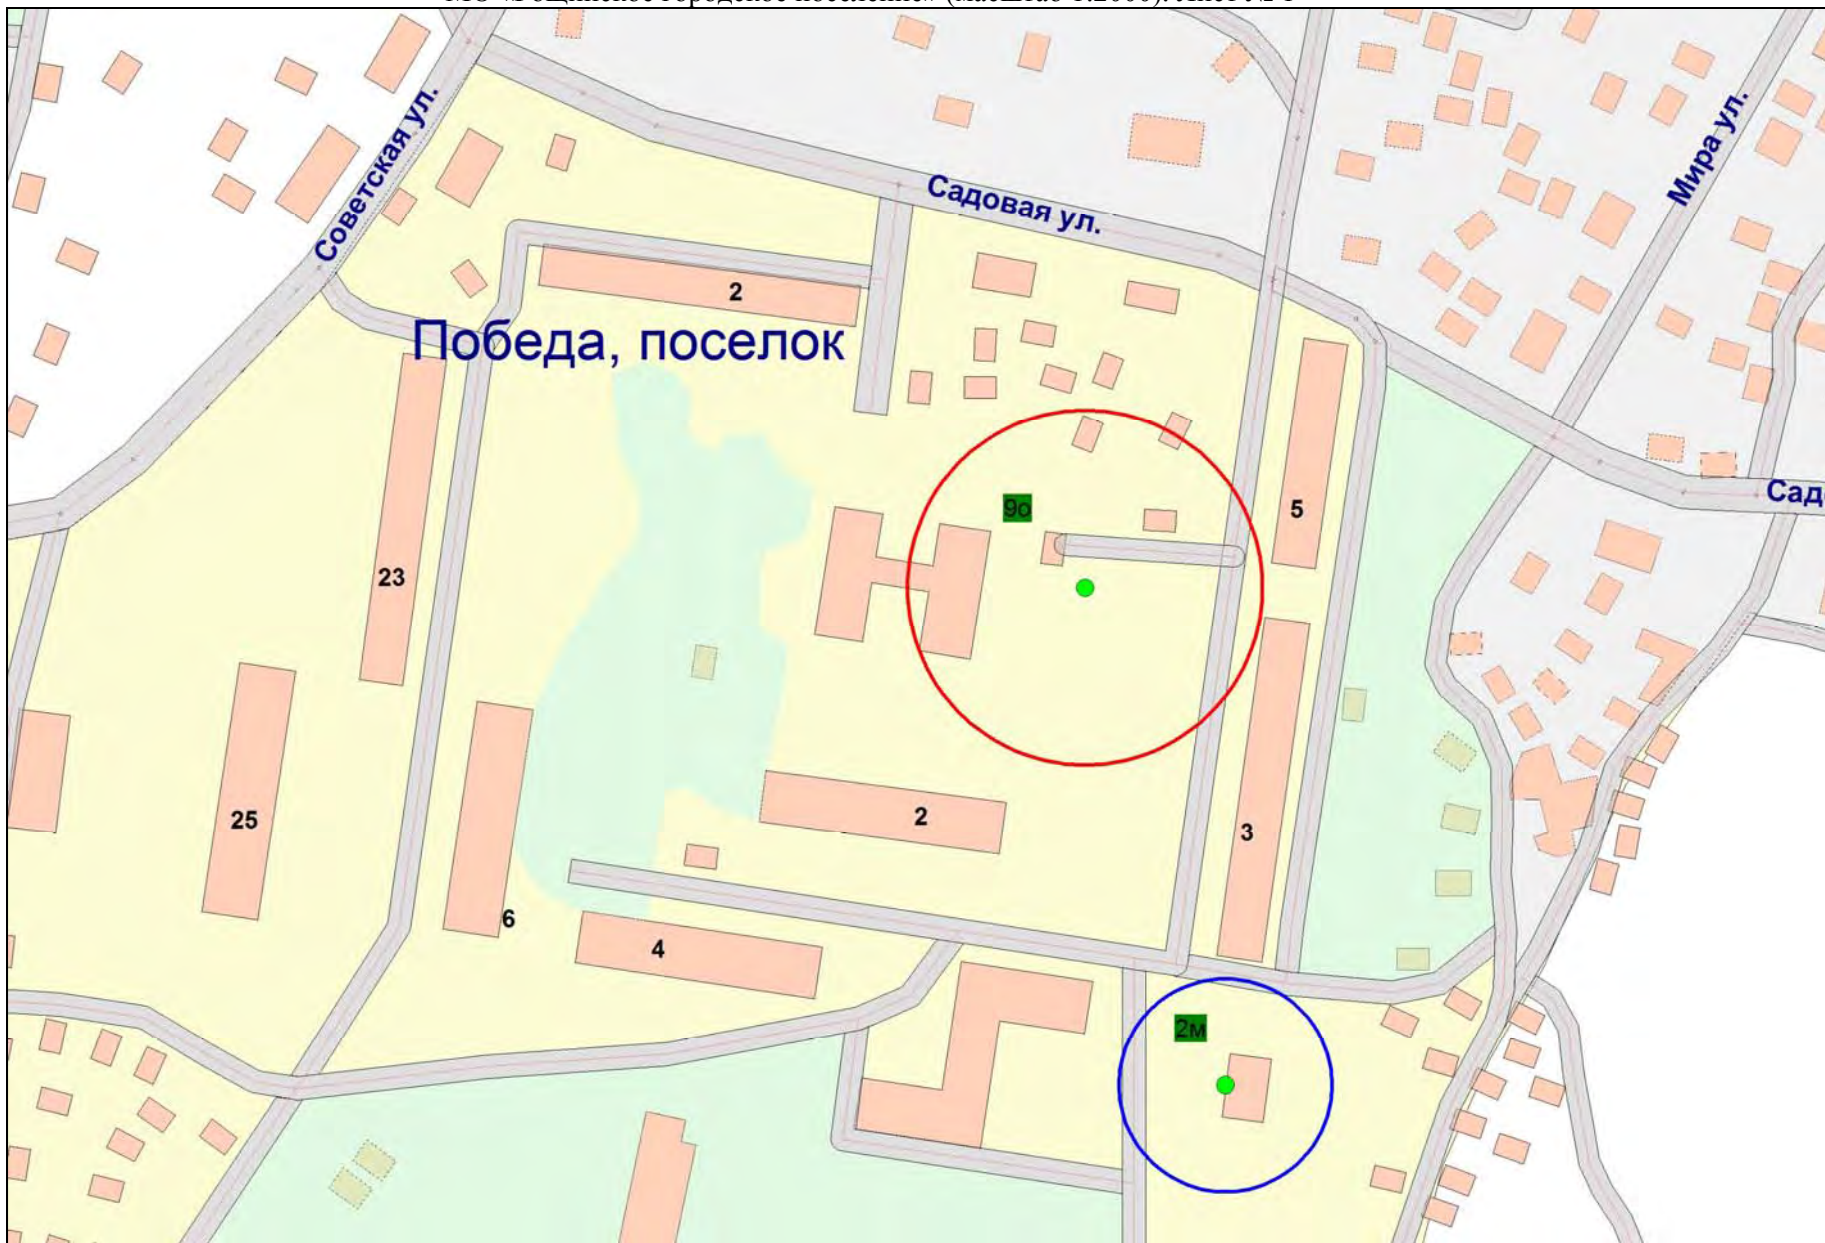 Советская ул.
Садовая ул.
Мира ул.
2
Победа, поселок
Садо
9о
5
23
25
2
3
6
4
2м